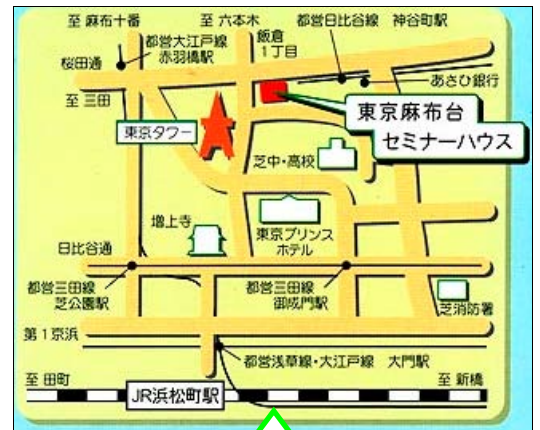 至 麻布十番
至 六本木
都営日比谷線 神谷町駅
都営大江戸線
赤羽橋駅
飯倉
1丁目
桜田通
あさひ銀行
至 三田
東京麻布台
セミナーハウス
東京タワー
芝中・高校
増上寺
東京プリンス
ホテル
日比谷通
都営三田線
芝公園駅
都営三田線
御成門駅
芝消防署
第1京浜
都営浅草線・大江戸線 大門駅
至 田町
至 新橋
JR浜松町駅